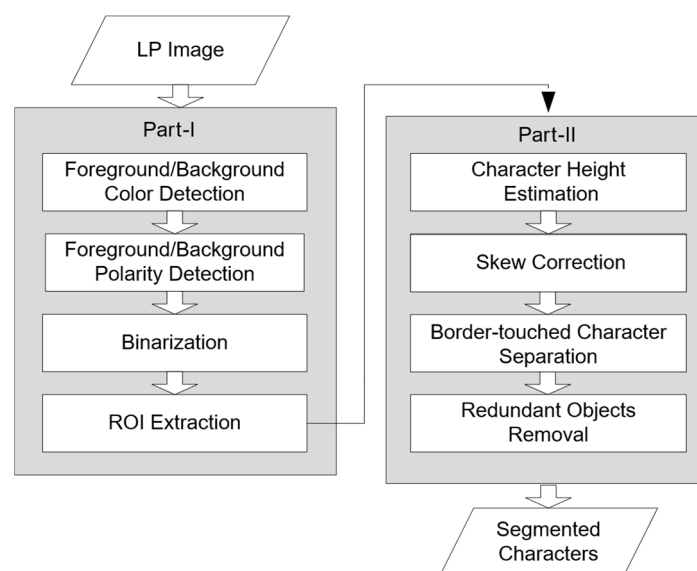 LP Image
Part-I
Foreground/Background
Color Detection
Foreground/Background
Polarity Detection
Binarization
ROI Extraction
Part-II
Character Height
Estimation
Skew Correction
Border-touched Character
Separation
Redundant Objects
Removal
Segmented
Characters